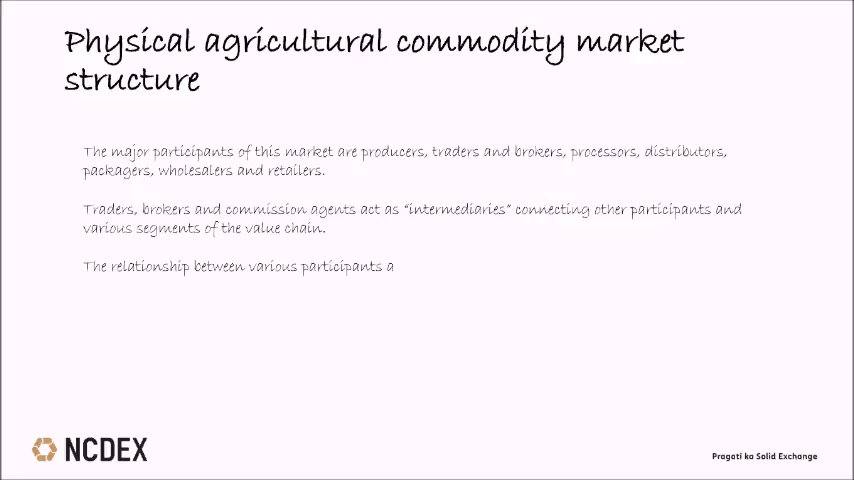 Physical agricultural commodity market
structure
The major participants of this market are producers, traders and brokers, processors, distributors,
packagers, wholesalers and retailers.
Traders, brokers and commission agents act as “intermediaries” connecting other participants and
various segments of the value chain.
The relationship between various participants a
NCDEX
Pragati ka Solid Exchange